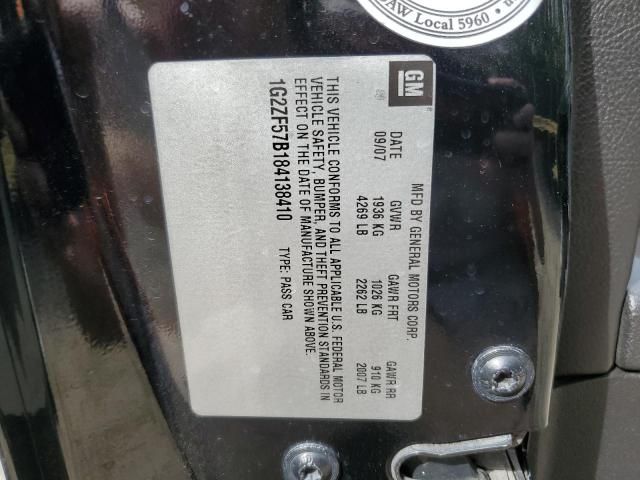 AW Local 5960
GM
MFD BY GENERAL MOTORS CORP.
DATE GVWR GAWR FRT GAWR RR
09/07 1936 KG 1026 KG 910 KG
4269 LB 2262 LB 2007 LB
THIS VEHICLE CONFORMS TO ALL APPLICABLE U.S. FEDERAL MOTOR
VEHICLE SAFETY, BUMPER, AND THEFT PREVENTION STANDARDS IN
EFFECT ON THE DATE OF MANUFACTURE SHOWN ABOVE.
1G2ZF57B184138410 TYPE: PASS CAR